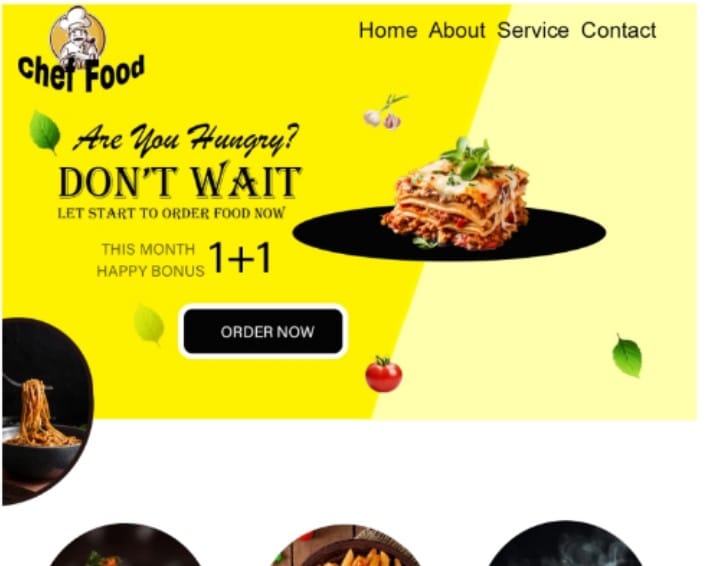 Chef Food
Home About Service Contact
Are You Hungry?
DON'T WAIT
LET START TO ORDER FOOD NOW
THIS MONTH
HAPPY BONUS 1+1
ORDER NOW